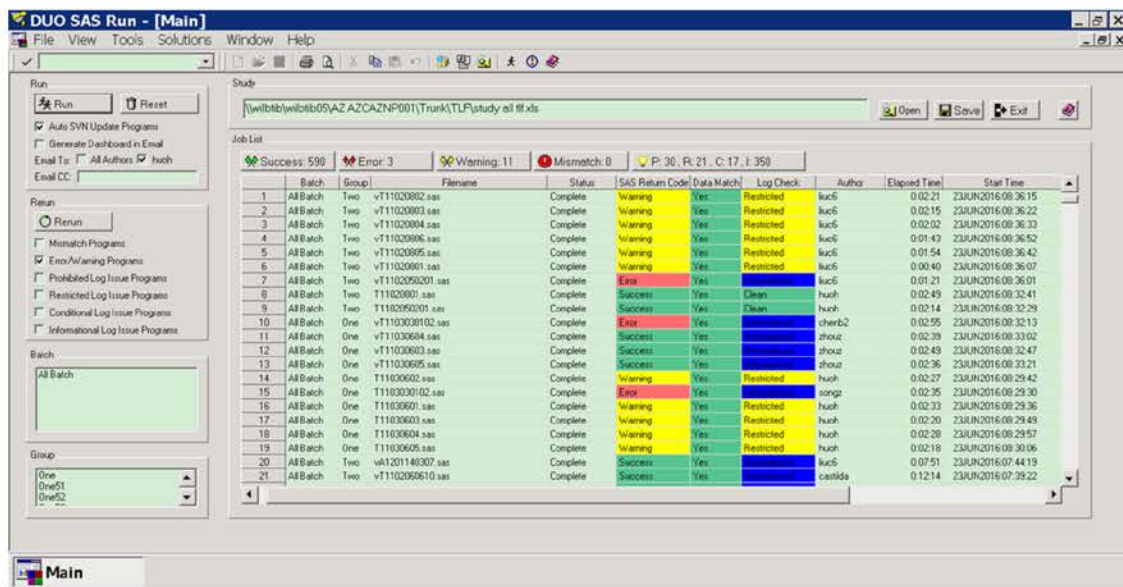 DUO SAS Run - [Main]
File View Tools Solutions Window Help
Run
Run Reset
Auto SVN Update Programs
Generate Dashboard in Email
Email To: All Authors huoh
Email CC:
Rerun
Rerun
Mismatch Programs
Error/Warning Programs
Prohibited Log Issue Programs
Restricted Log Issue Programs
Conditional Log Issue Programs
Informational Log Issue Programs
Batch
All Batch
Group
One
One51
One52
Study
\\wilbtib\wilbtib05\AZ AZCAZNP001\Trunk\TLF\study all tlf.xls
Open Save Exit
Job List
Success: 590 Error: 3 Warning: 11 Mismatch: 0 P: 30, R: 21, C: 17, I: 350
Batch Group Filename Status SAS Return Code Data Match Log Check Author Elapsed Time Start Time
1 All Batch Two vT11020802.sas Complete Warning Yes Restricted liuc6 0:02:21 23JUN2016:08:36:15
2 All Batch Two vT11020803.sas Complete Warning Yes Restricted liuc6 0:02:15 23JUN2016:08:36:22
3 All Batch Two vT11020804.sas Complete Warning Yes Restricted liuc6 0:02:02 23JUN2016:08:36:33
4 All Batch Two vT11020806.sas Complete Warning Yes Restricted liuc6 0:01:43 23JUN2016:08:36:52
5 All Batch Two vT11020805.sas Complete Warning Yes Restricted liuc6 0:01:54 23JUN2016:08:36:42
6 All Batch Two vT11020801.sas Complete Warning Yes Restricted liuc6 0:00:40 23JUN2016:08:36:07
7 All Batch Two vT1102050201.sas Complete Error Yes liuc6 0:01:21 23JUN2016:08:36:01
8 All Batch Two T11020801.sas Complete Success Yes Clean huoh 0:02:49 23JUN2016:08:32:41
9 All Batch Two T1102050201.sas Complete Success Yes Clean huoh 0:02:14 23JUN2016:08:32:29
10 All Batch One vT1103030102.sas Complete Error Yes chenb2 0:02:55 23JUN2016:08:32:13
11 All Batch One vT11030604.sas Complete Success Yes zhouz 0:02:39 23JUN2016:08:33:02
12 All Batch One vT11030603.sas Complete Success Yes zhouz 0:02:49 23JUN2016:08:32:47
13 All Batch One vT11030605.sas Complete Success Yes zhouz 0:02:36 23JUN2016:08:33:21
14 All Batch One T11030602.sas Complete Warning Yes Restricted huoh 0:02:27 23JUN2016:08:29:42
15 All Batch One T1103030102.sas Complete Error Yes songz 0:02:35 23JUN2016:08:29:30
16 All Batch One T11030601.sas Complete Warning Yes Restricted huoh 0:02:33 23JUN2016:08:29:36
17 All Batch One T11030603.sas Complete Warning Yes Restricted huoh 0:02:20 23JUN2016:08:29:49
18 All Batch One T11030604.sas Complete Warning Yes Restricted huoh 0:02:28 23JUN2016:08:29:57
19 All Batch One T11030605.sas Complete Warning Yes Restricted huoh 0:02:18 23JUN2016:08:30:06
20 All Batch Two vA1201140307.sas Complete Success Yes liuc6 0:07:51 23JUN2016:07:44:19
21 All Batch Two vT1102060610.sas Complete Success Yes castilda 0:12:14 23JUN2016:07:39:22
Main